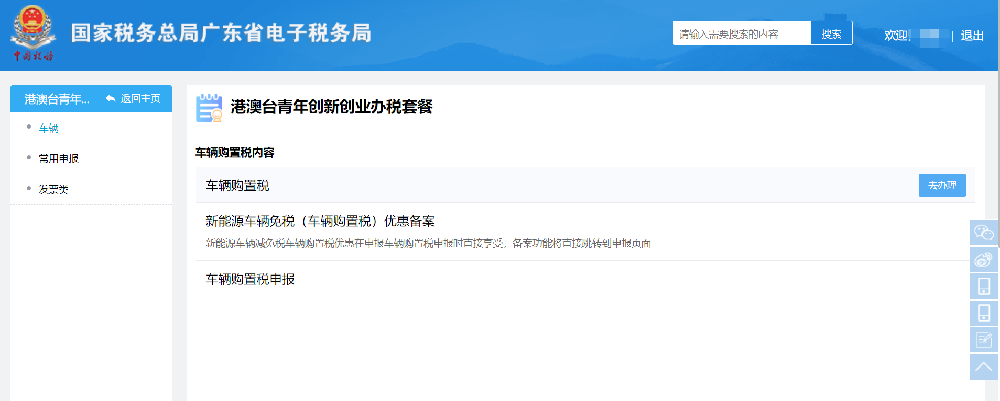 国家税务总局广东省电子税务局
中国税务
请输入需要搜索的内容
搜索
欢迎,
| 退出
港澳台青年...
返回主页
车辆
常用申报
发票类
港澳台青年创新创业办税套餐
车辆购置税内容
车辆购置税
去办理
新能源车辆免税（车辆购置税）优惠备案
新能源车辆减免税车辆购置税优惠在申报车辆购置税申报时直接享受，备案功能将直接跳转到申报页面
车辆购置税申报